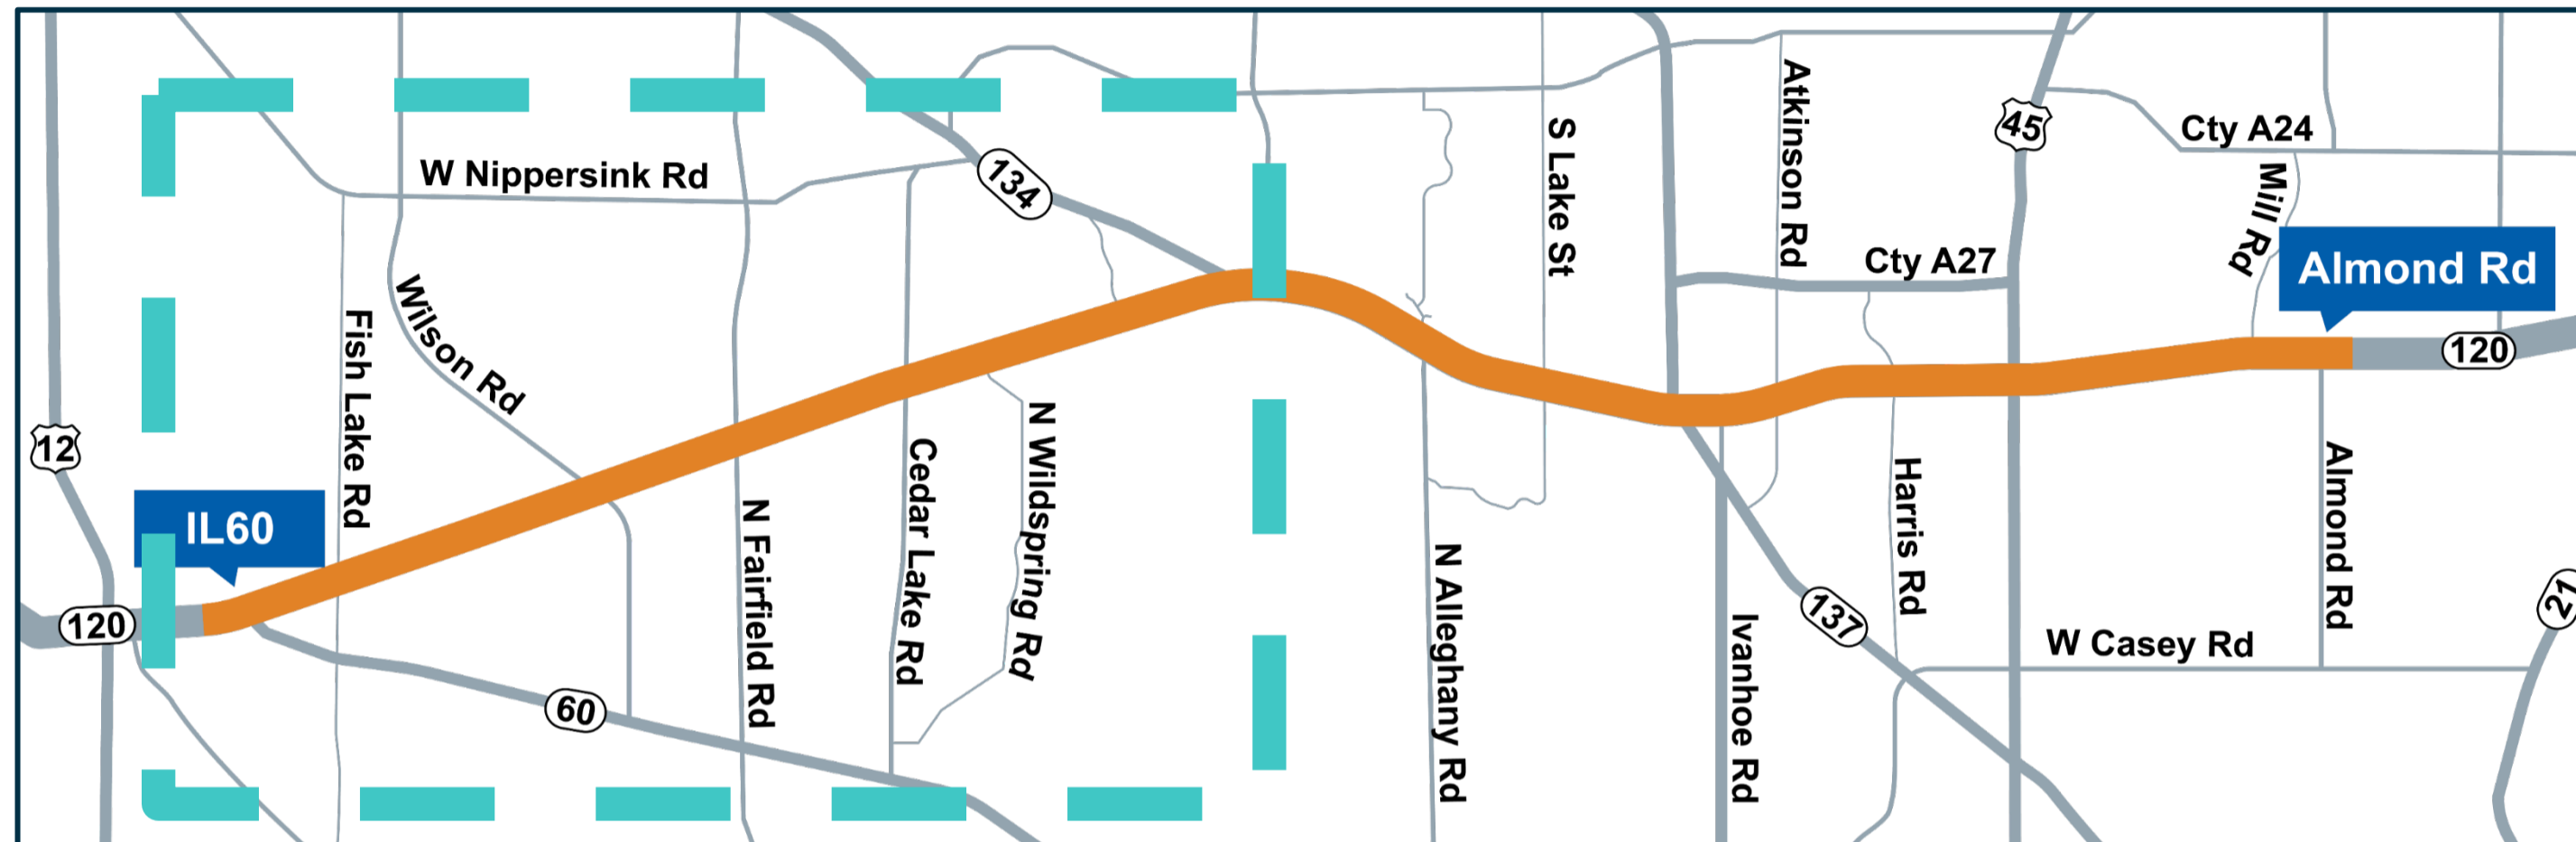 Atkinson Rd
45
S Lake St
Cty A24
W Nippersink Rd
134
Mill Rd
Cty A27
Almond Rd
Wilson Rd
Fish Lake Rd
120
12
N Wildspring Rd
Cedar Lake Rd
Almond Rd
Harris Rd
IL60
N Fairfield Rd
N Alleghany Rd
21
137
Ivanhoe Rd
120
W Casey Rd
60